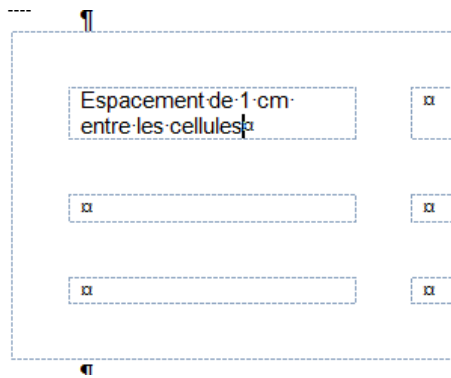 ¶
Espacement·de·1·cm· ¤
entre·les·cellules¤
¤ ¤
¤ ¤
¶